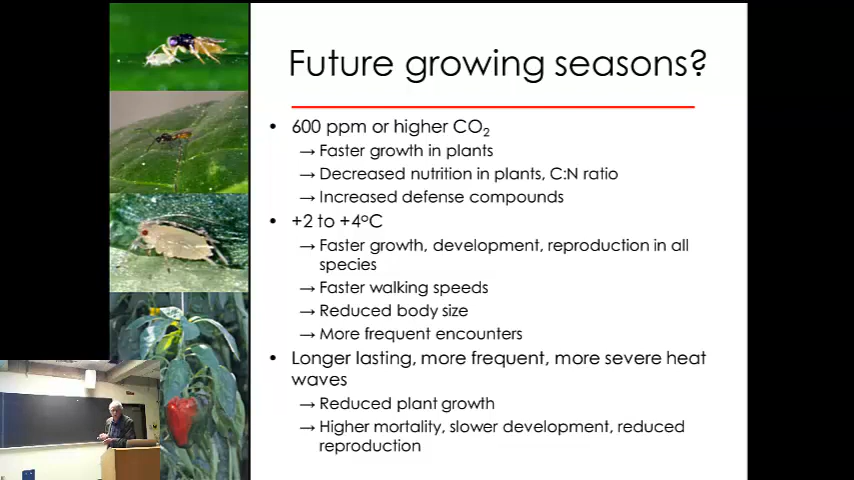 Future growing seasons?
• 600 ppm or higher CO₂
→ Faster growth in plants
→ Decreased nutrition in plants, C:N ratio
→ Increased defense compounds
• +2 to +4°C
→ Faster growth, development, reproduction in all
species
→ Faster walking speeds
→ Reduced body size
→ More frequent encounters
• Longer lasting, more frequent, more severe heat
waves
→ Reduced plant growth
→ Higher mortality, slower development, reduced
reproduction